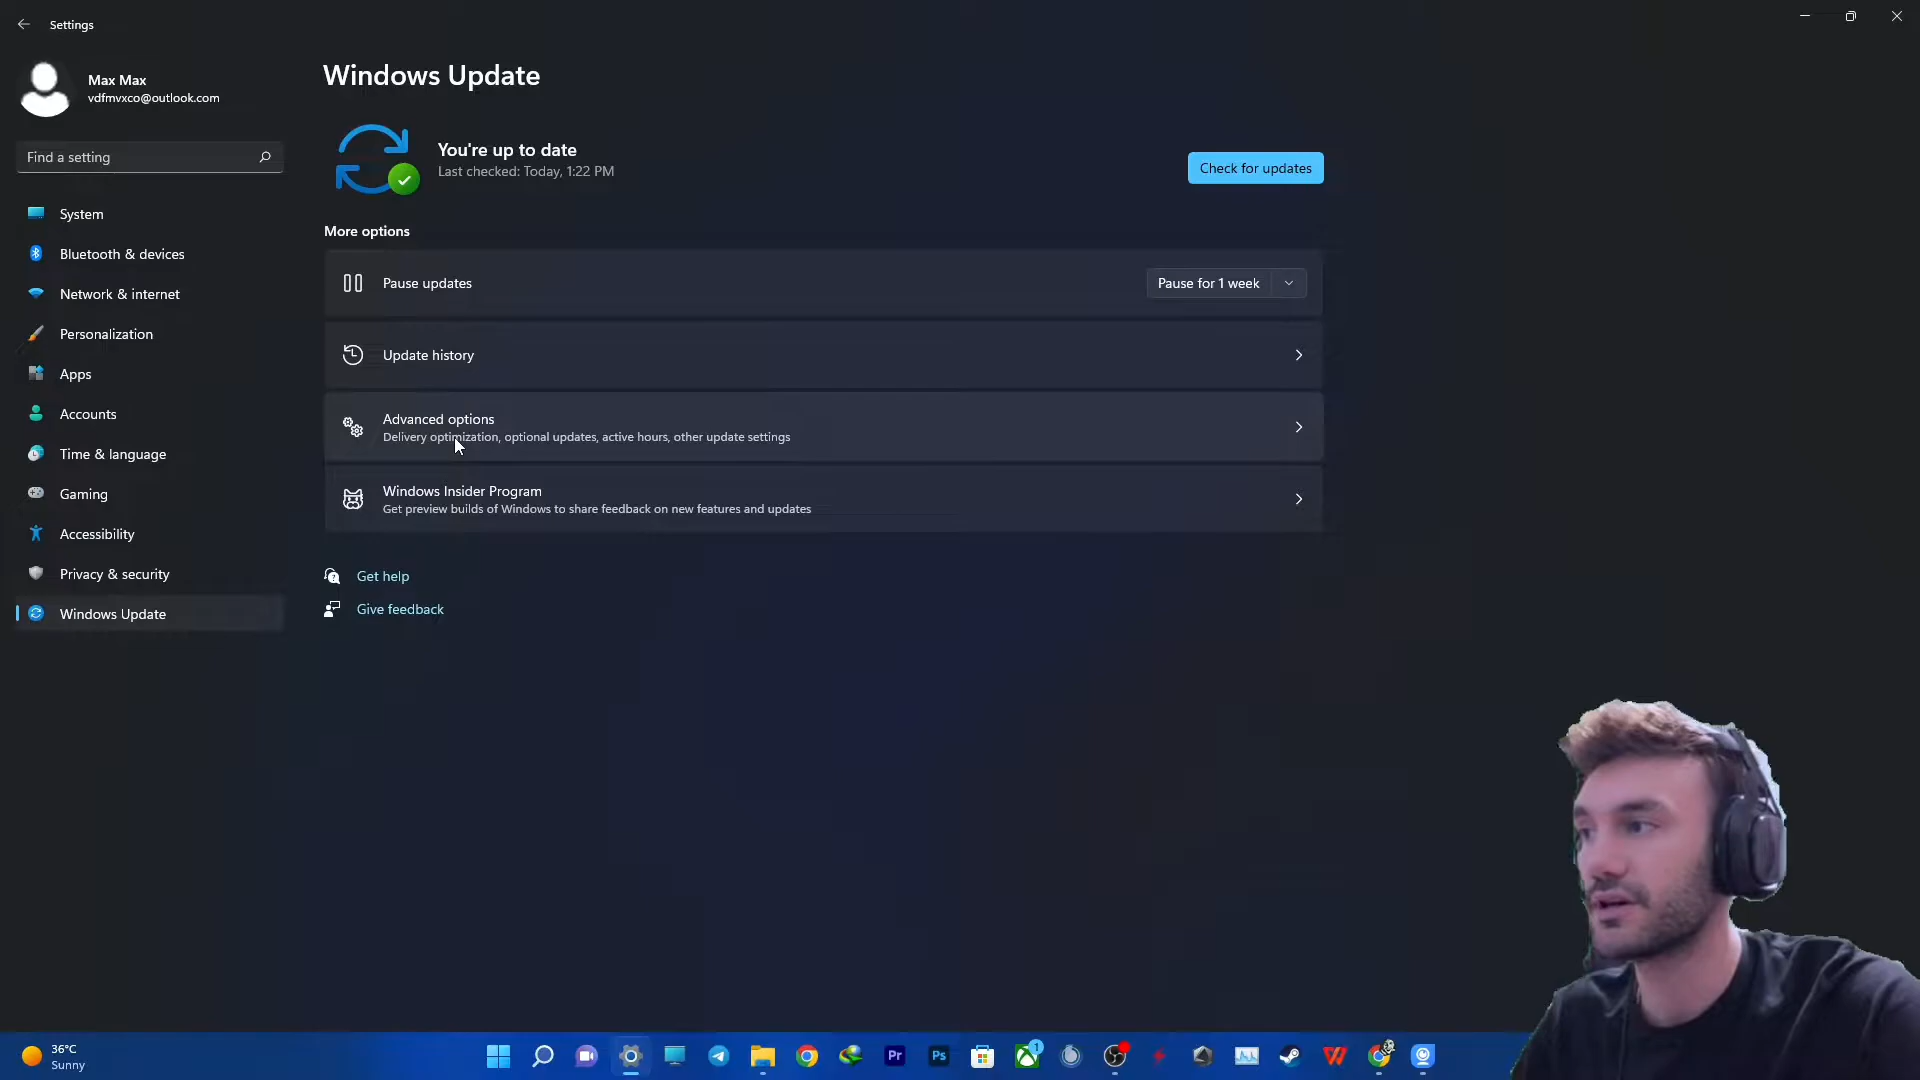 Settings
Max Max
vdfmvxco@outlook.com
Find a setting
System
Bluetooth & devices
Network & internet
Personalization
Apps
Accounts
Time & language
Gaming
Accessibility
Privacy & security
Windows Update
Windows Update
You're up to date
Last checked: Today, 1:22 PM
Check for updates
More options
Pause updates
Pause for 1 week
Update history
Advanced options
Delivery optimization, optional updates, active hours, other update settings
Windows Insider Program
Get preview builds of Windows to share feedback on new features and updates
Get help
Give feedback
36°C
Sunny
Pr
Ps
1